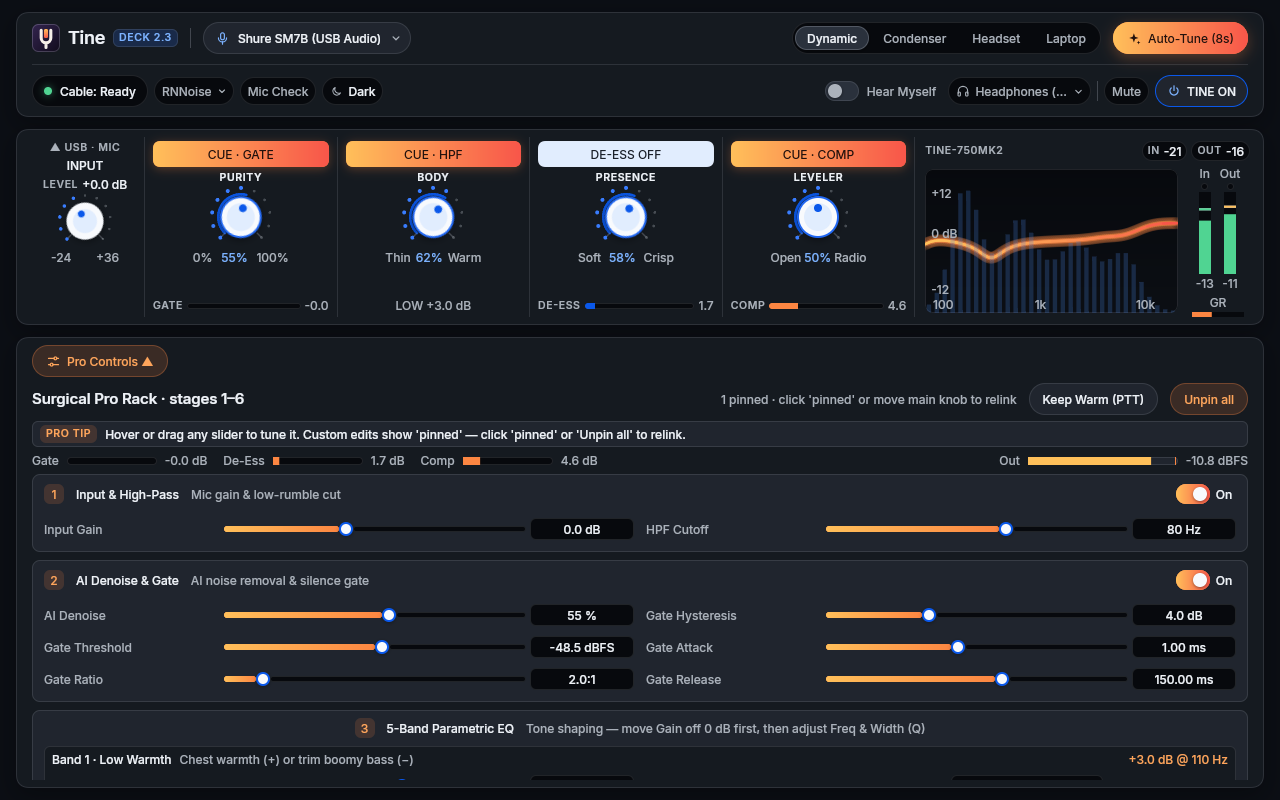 Tine DECK 2.3 Shure SM7B (USB Audio) Dynamic Condenser Headset Laptop Auto-Tune (8s)
Cable: Ready RNNoise Mic Check Dark Hear Myself Headphones (... Mute TINE ON
▲ USB · MIC
INPUT
LEVEL +0.0 dB
-24 +36
CUE · GATE
PURITY
0% 55% 100%
GATE -0.0
CUE · HPF
BODY
Thin 62% Warm
LOW +3.0 dB
DE-ESS OFF
PRESENCE
Soft 58% Crisp
DE-ESS 1.7
CUE · COMP
LEVELER
Open 50% Radio
COMP 4.6
TINE-750MK2 IN -21 OUT -16
+12
0 dB
-12
100 1k 10k
In Out
-13 -11
GR
Pro Controls ▲
Surgical Pro Rack · stages 1–6 1 pinned · click 'pinned' or move main knob to relink Keep Warm (PTT) Unpin all
PRO TIP Hover or drag any slider to tune it. Custom edits show 'pinned' — click 'pinned' or 'Unpin all' to relink.
Gate -0.0 dB De-Ess 1.7 dB Comp 4.6 dB Out -10.8 dBFS
1 Input & High-Pass Mic gain & low-rumble cut On
Input Gain 0.0 dB HPF Cutoff 80 Hz
2 AI Denoise & Gate AI noise removal & silence gate On
AI Denoise 55 % Gate Hysteresis 4.0 dB
Gate Threshold -48.5 dBFS Gate Attack 1.00 ms
Gate Ratio 2.0:1 Gate Release 150.00 ms
3 5-Band Parametric EQ Tone shaping — move Gain off 0 dB first, then adjust Freq & Width (Q)
Band 1 · Low Warmth Chest warmth (+) or trim boomy bass (−) +3.0 dB @ 110 Hz